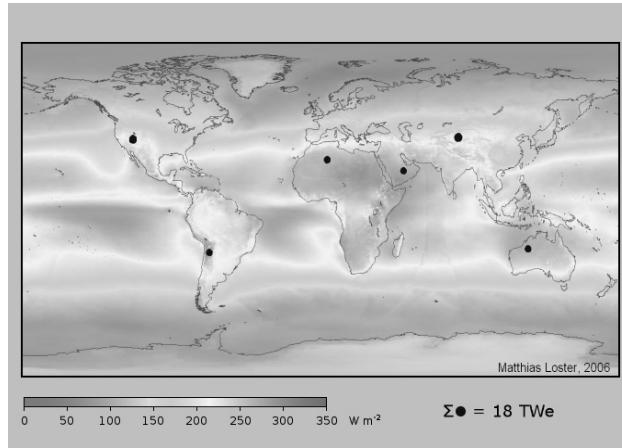 Matthias Loster, 2006
0 50 100 150 200 250 300 350 W m-2
Σ● = 18 TWe